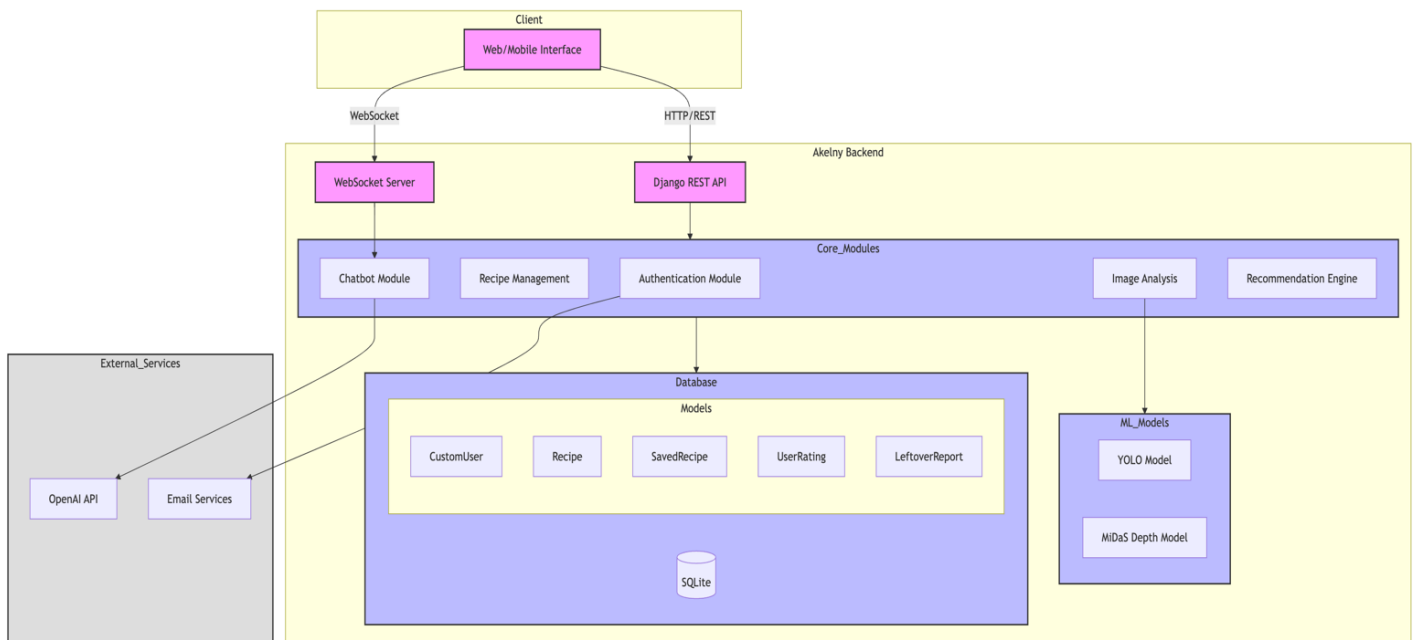 Client
Web/Mobile Interface
WebSocket
HTTP/REST
Akelny Backend
WebSocket Server
Django REST API
Core_Modules
Chatbot Module
Recipe Management
Authentication Module
Image Analysis
Recommendation Engine
External_Services
OpenAI API
Email Services
Database
Models
CustomUser
Recipe
SavedRecipe
UserRating
LeftoverReport
SQLite
ML_Models
YOLO Model
MiDaS Depth Model